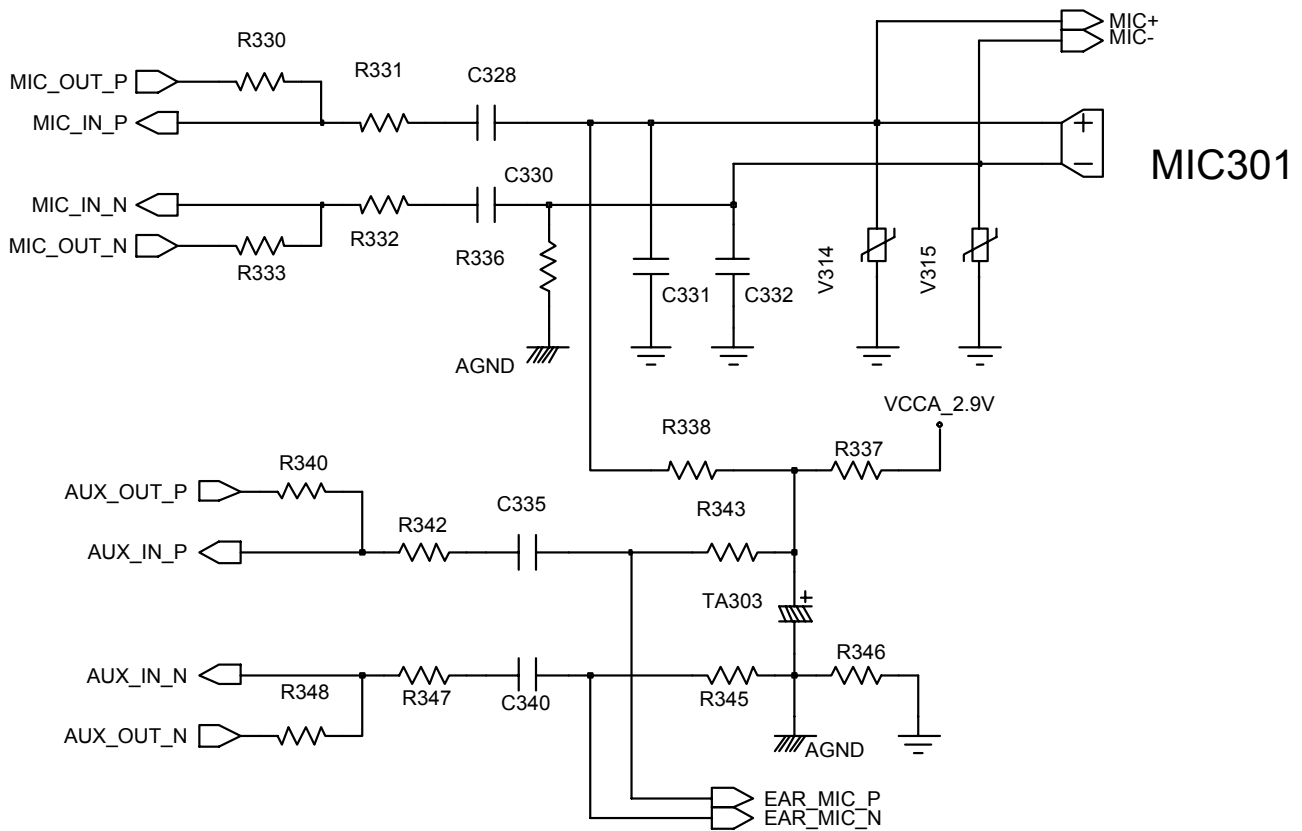 MIC+
MIC-
R330
R331
C328
MIC_OUT_P
MIC_IN_P
+
-
MIC301
C330
MIC_IN_N
MIC_OUT_N
R332
R333
R336
C331
C332
V314
V315
AGND
VCCA_2.9V
R338
R337
R340
AUX_OUT_P
C335
R343
R342
AUX_IN_P
TA303
+
R346
AUX_IN_N
R348
R347
C340
R345
AUX_OUT_N
AGND
EAR_MIC_P
EAR_MIC_N